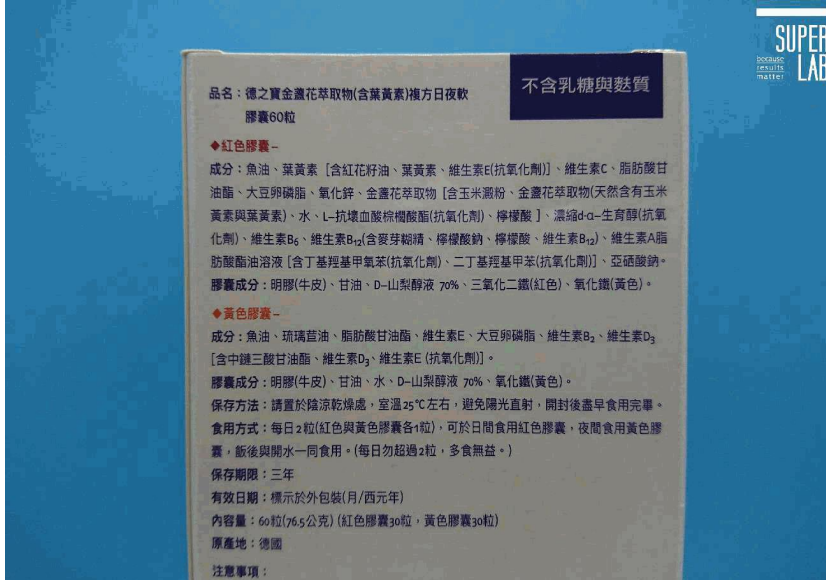 SUPER
because
results
matter
LAB
不含乳糖與麩質
品名：德之寶金盞花萃取物(含葉黃素)複方日夜軟
膠囊60粒
◆紅色膠囊–
成分：魚油、葉黃素［含紅花籽油、葉黃素、維生素E(抗氧化劑)］、維生素C、脂肪酸甘
油酯、大豆卵磷脂、氧化鋅、金盞花萃取物［含玉米澱粉、金盞花萃取物(天然含有玉米
黃素與葉黃素)、水、L–抗壞血酸棕櫚酸酯(抗氧化劑)、檸檬酸］、濃縮d-α–生育醇(抗氧
化劑)、維生素B₆、維生素B₁₂(含麥芽糊精、檸檬酸鈉、檸檬酸、維生素B₁₂)、維生素A脂
肪酸酯油溶液［含丁基羥基甲氧苯(抗氧化劑)、二丁基羥基甲苯(抗氧化劑)］、亞硒酸鈉。
膠囊成分：明膠(牛皮)、甘油、D–山梨醇液 70%、三氧化二鐵(紅色)、氧化鐵(黃色)。
◆黃色膠囊–
成分：魚油、琉璃苣油、脂肪酸甘油酯、維生素E、大豆卵磷脂、維生素B₂、維生素D₃
［含中鏈三酸甘油酯、維生素D₃、維生素E (抗氧化劑)］。
膠囊成分：明膠(牛皮)、甘油、水、D–山梨醇液 70%、氧化鐵(黃色)。
保存方法：請置於陰涼乾燥處，室溫25℃左右，避免陽光直射，開封後盡早食用完畢。
食用方式：每日2粒(紅色與黃色膠囊各1粒)，可於日間食用紅色膠囊，夜間食用黃色膠
囊，飯後與開水一同食用。(每日勿超過2粒，多食無益。)
保存期限：三年
有效日期：標示於外包裝(月/西元年)
內容量：60粒(76.5公克) (紅色膠囊30粒，黃色膠囊30粒)
原產地：德國
注意事項：